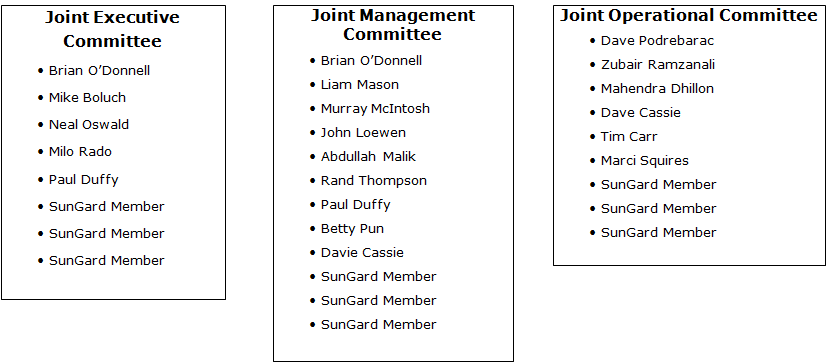 Joint Executive
Committee
• Brian O’Donnell
• Mike Boluch
• Neal Oswald
• Milo Rado
• Paul Duffy
• SunGard Member
• SunGard Member
• SunGard Member
Joint Management
Committee
• Brian O’Donnell
• Liam Mason
• Murray McIntosh
• John Loewen
• Abdullah Malik
• Rand Thompson
• Paul Duffy
• Betty Pun
• Davie Cassie
• SunGard Member
• SunGard Member
• SunGard Member
Joint Operational Committee
• Dave Podrebarac
• Zubair Ramzanali
• Mahendra Dhillon
• Dave Cassie
• Tim Carr
• Marci Squires
• SunGard Member
• SunGard Member
• SunGard Member